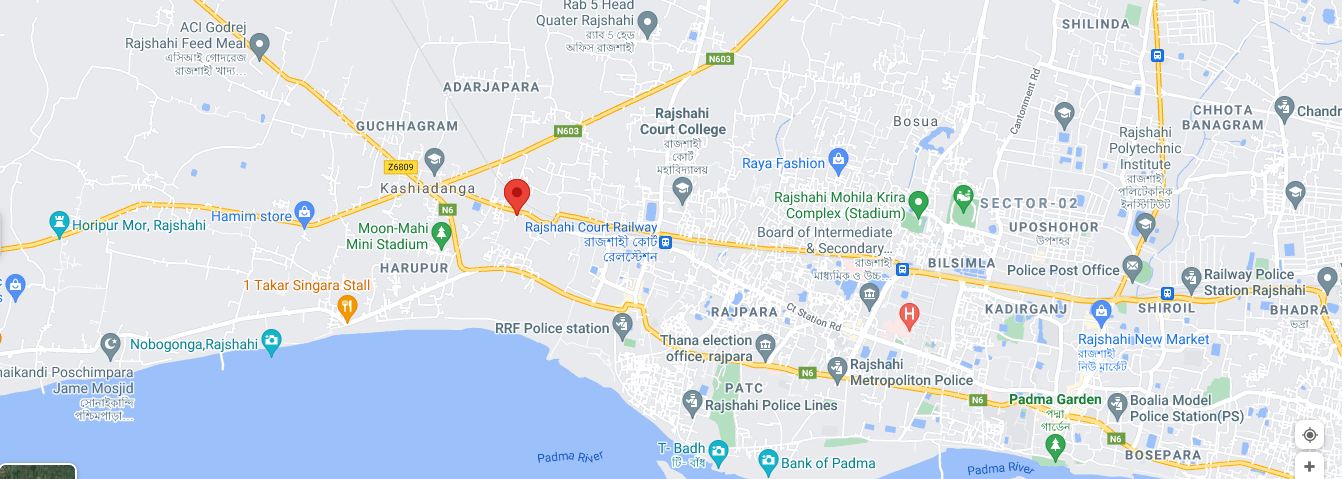 Rab 5 Head
Quater Rajshahi
র‍্যাব 5 হেড
অফিস রাজশাহী
ACI Godrej
Rajshahi Feed Meal
এসিআই গোদরেজ
রাজশাহী খাদ্য...
SHILINDA
N603
ADARJAPARA
N603
GUCHHAGRAM
Z6809
Kashiadanga
N6
Rajshahi
Court College
রাজশাহী
কোর্ট
মহাবিদ্যালয়
Bosua
Cantonment Rd
CHHOTA
BANAGRAM
Chandr
Rajshahi
Polytechnic
Institute
রাজশাহী
পলিটেকনিক
ইনস্টিটিউট
Raya Fashion
Rajshahi Mohila Krira
Complex (Stadium)
SECTOR-02
UPOSHOHOR
উপশহর
Horipur Mor, Rajshahi
Hamim store
Moon-Mahi
Mini Stadium
HARUPUR
Rajshahi Court Railway
রাজশাহী কোর্ট
রেলস্টেশন
Board of Intermediate
& Secondary...
রাজশাহী
মাধ্যমিক ও উচ্চ...
BILSIMLA
Police Post Office
Railway Police
Station Rajshahi
1 Takar Singara Stall
RAJPARA
Ct Station Rd
H
KADIRGANJ
SHIROIL
BHADRA
ভদ্রা
RRF Police station
Nobogonga,Rajshahi
Thana election
office, rajpara
Rajshahi New Market
রাজশাহী
নিউ মার্কেট
naikandi Poschimpara
Jame Mosjid
সোনাইকান্দি
পশ্চিমপাড়া...
N6
Rajshahi
Metropoliton Police
PATC
Rajshahi Police Lines
N6
Padma Garden
পদ্মা
গার্ডেন
Boalia Model
Police Station(PS)
N6
T- Badh
টি- বাঁধ
Bank of Padma
Padma River
Padma River
BOSEPARA